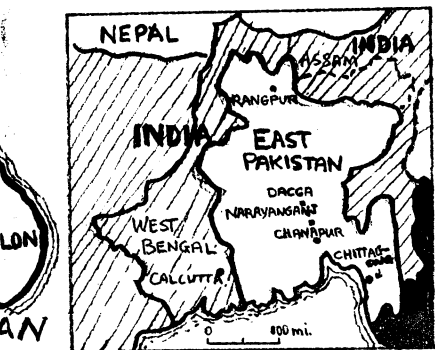 NEPAL
INDIA
ASSAM
RANGPUR
INDIA
EAST
PAKISTAN
DACCA
NARAYANGANJ
CHANDPUR
WEST
BENGAL
CHITTAG-
CALCUTTA
LON
AN
0 100 mi.